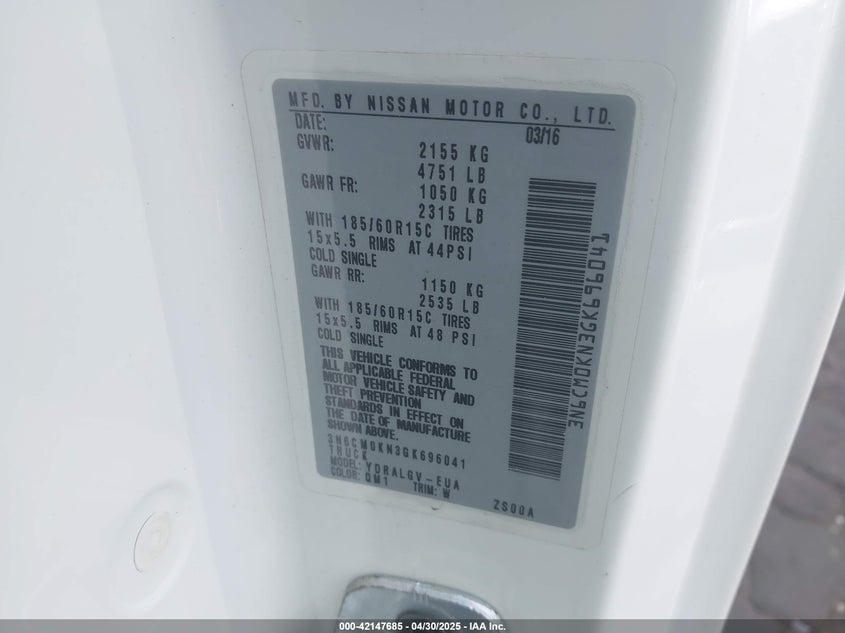 MFD. BY NISSAN MOTOR CO., LTD.
DATE: 03/16
GVWR: 2155 KG
4751 LB
GAWR FR: 1050 KG
2315 LB
WITH 185/60R15C TIRES
15x5.5 RIMS AT 44PSI
COLD SINGLE
GAWR RR: 1150 KG
2535 LB
WITH 185/60R15C TIRES
15x5.5 RIMS AT 48 PSI
COLD SINGLE
THIS VEHICLE CONFORMS TO
ALL APPLICABLE FEDERAL
MOTOR VEHICLE SAFETY AND
THEFT PREVENTION
STANDARDS IN EFFECT ON
THE DATE OF MANUFACTURE
SHOWN ABOVE.
3N6CM0KN3GK696041
TRUCK
MODEL: YDRALGV-EUA
COLOR: QM1 TRIM: W
ZS00A
3N6CM0KN3GK696041
000-42147685 - 04/30/2025 - IAA Inc.